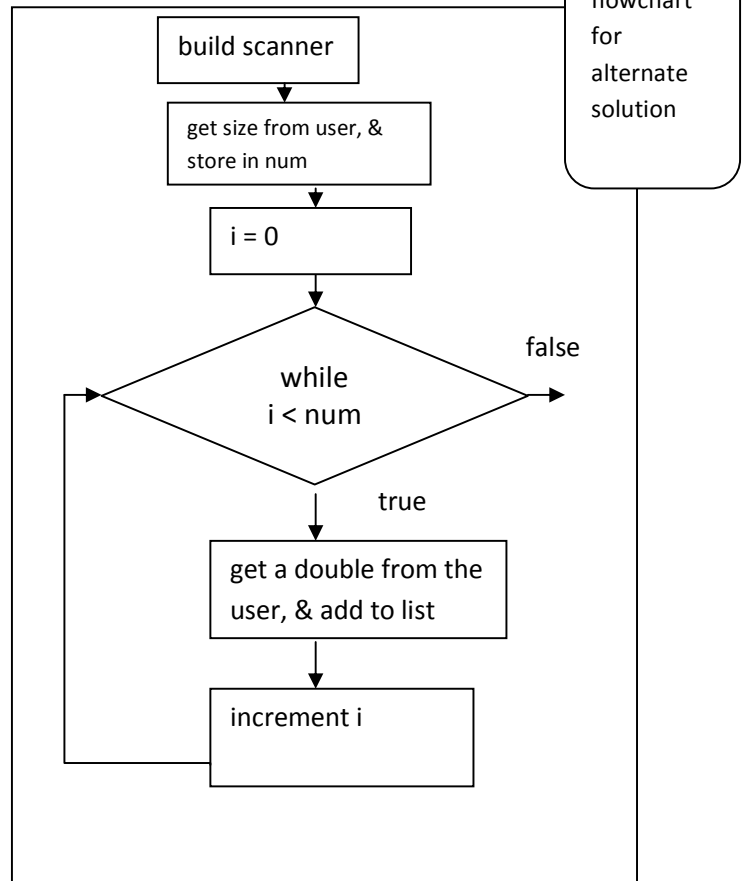 flowchart
for
alternate
solution
build scanner
get size from user, &
store in num
i = 0
while
i < num
false
true
get a double from the
user, & add to list
increment i